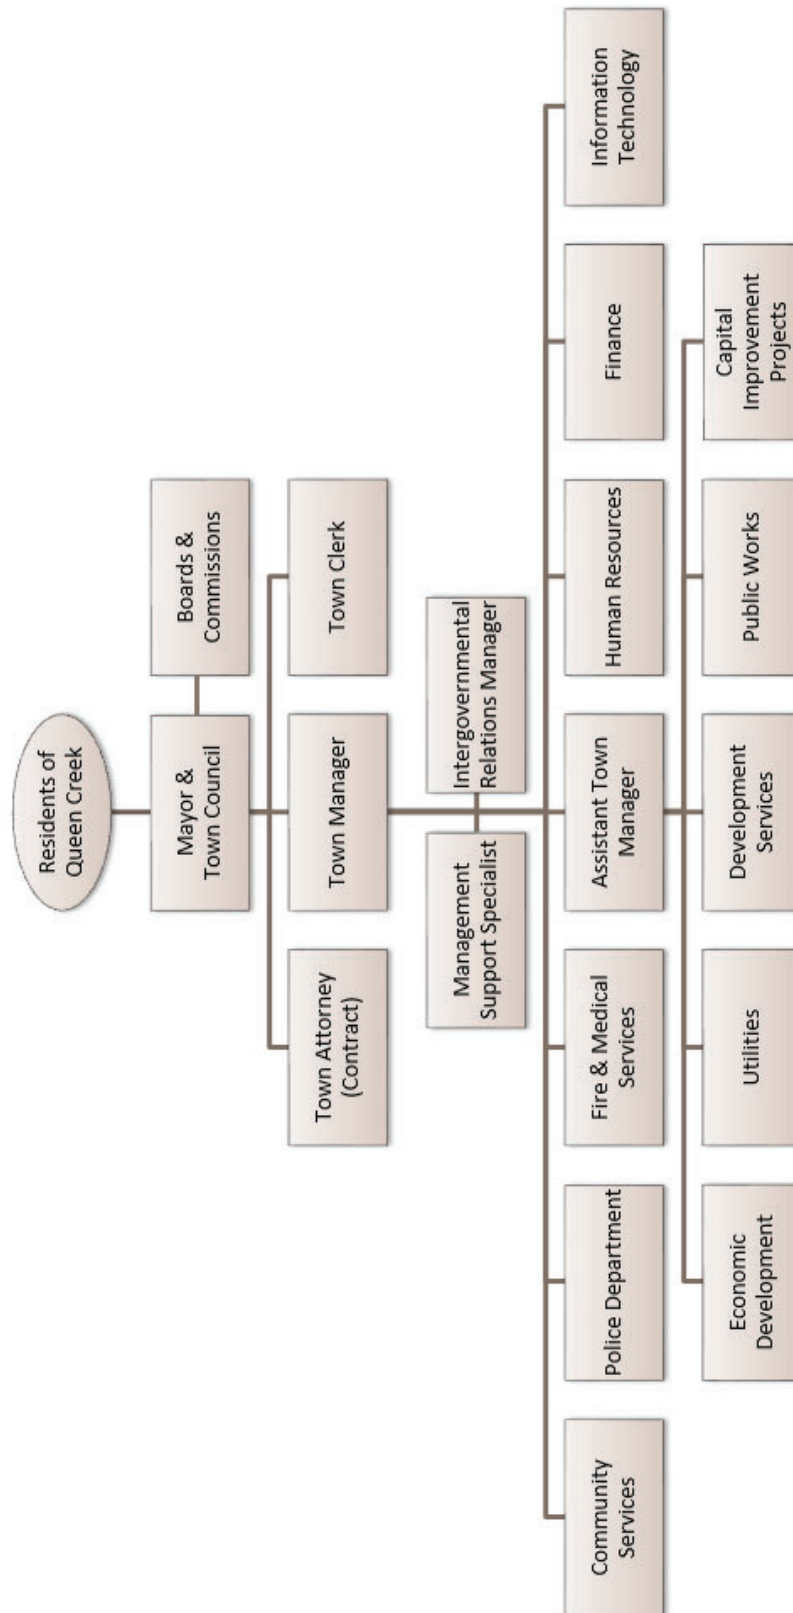 Residents of
Queen Creek
Mayor &
Town Council
Boards &
Commissions
Town Attorney
(Contract)
Town Manager
Town Clerk
Management
Support Specialist
Intergovernmental
Relations Manager
Community
Services
Police Department
Fire & Medical
Services
Assistant Town
Manager
Human Resources
Finance
Information
Technology
Economic
Development
Utilities
Development
Services
Public Works
Capital
Improvement
Projects